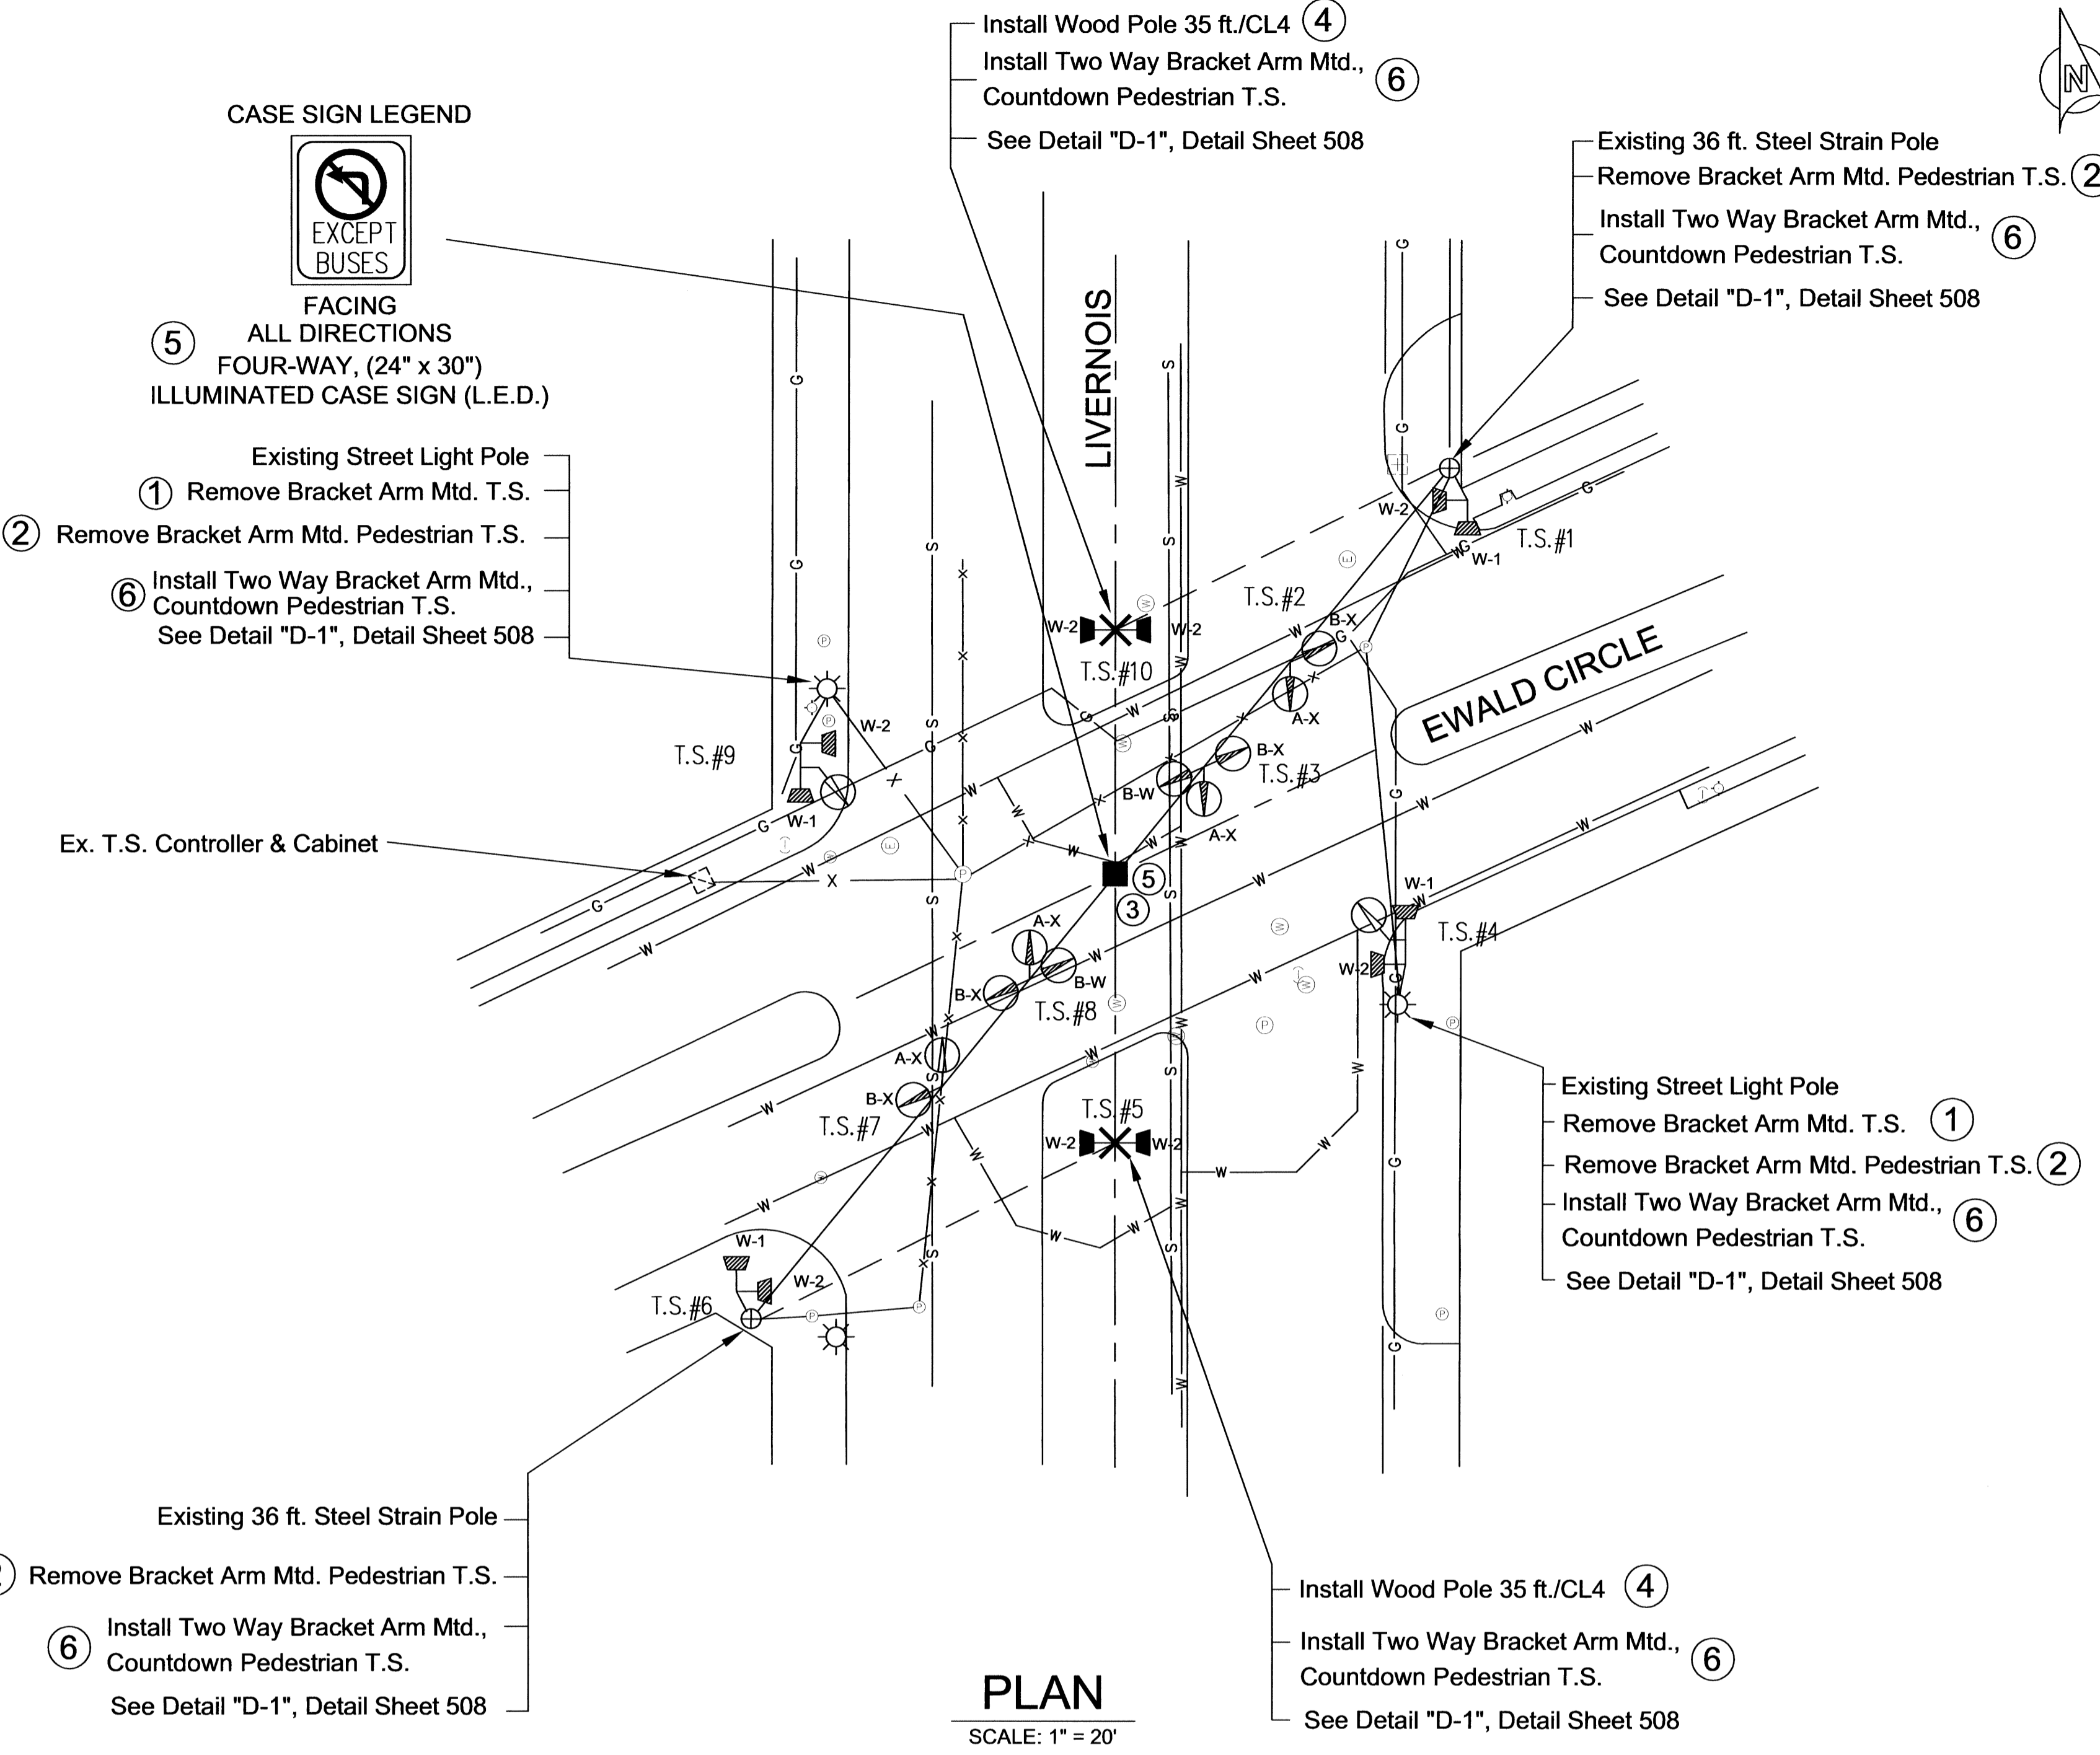 Install Wood Pole 35 ft./CL4 4
Install Two Way Bracket Arm Mtd., 6
Countdown Pedestrian T.S.
See Detail "D-1", Detail Sheet 508
N
CASE SIGN LEGEND
EXCEPT
BUSES
FACING
ALL DIRECTIONS
5
FOUR-WAY, (24" x 30")
ILLUMINATED CASE SIGN (L.E.D.)
Existing 36 ft. Steel Strain Pole
Remove Bracket Arm Mtd. Pedestrian T.S. 2
Install Two Way Bracket Arm Mtd., 6
Countdown Pedestrian T.S.
See Detail "D-1", Detail Sheet 508
Existing Street Light Pole
1 Remove Bracket Arm Mtd. T.S.
2 Remove Bracket Arm Mtd. Pedestrian T.S.
6 Install Two Way Bracket Arm Mtd.,
Countdown Pedestrian T.S.
See Detail "D-1", Detail Sheet 508
Ex. T.S. Controller & Cabinet
LIVERNOIS
EWALD CIRCLE
W-2
W-1
T.S.#1
T.S.#2
B-X
A-X
W-2
W-2
T.S.#10
B-X
T.S.#3
B-W
A-X
W-2
T.S.#9
W-1
5
3
W-1
T.S.#4
W-2
A-X
B-W
B-X
T.S.#8
A-X
B-X
T.S.#7
T.S.#5
W-2
W-2
W-1
W-2
T.S.#6
Existing Street Light Pole
Remove Bracket Arm Mtd. T.S. 1
Remove Bracket Arm Mtd. Pedestrian T.S. 2
Install Two Way Bracket Arm Mtd., 6
Countdown Pedestrian T.S.
See Detail "D-1", Detail Sheet 508
Existing 36 ft. Steel Strain Pole
Remove Bracket Arm Mtd. Pedestrian T.S.
6 Install Two Way Bracket Arm Mtd.,
Countdown Pedestrian T.S.
See Detail "D-1", Detail Sheet 508
Install Wood Pole 35 ft./CL4 4
Install Two Way Bracket Arm Mtd., 6
Countdown Pedestrian T.S.
See Detail "D-1", Detail Sheet 508
PLAN
SCALE: 1" = 20'